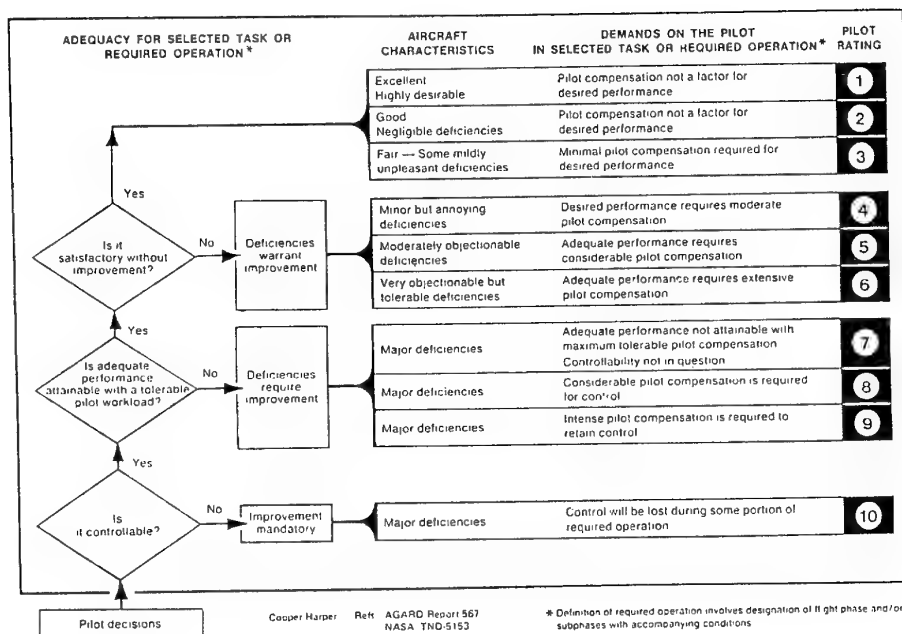 ADEQUACY FOR SELECTED TASK OR
REQUIRED OPERATION*
AIRCRAFT
CHARACTERISTICS
DEMANDS ON THE PILOT
IN SELECTED TASK OR REQUIRED OPERATION*
PILOT
RATING
Excellent
Highly desirable
Pilot compensation not a factor for
desired performance
1
Good
Negligible deficiencies
Pilot compensation not a factor for
desired performance
2
Fair — Some mildly
unpleasant deficiencies
Minimal pilot compensation required for
desired performance
3
Yes
Is it
satisfactory without
improvement?
No
Deficiencies
warrant
improvement
Minor but annoying
deficiencies
Desired performance requires moderate
pilot compensation
4
Moderately objectionable
deficiencies
Adequate performance requires
considerable pilot compensation
5
Very objectionable but
tolerable deficiencies
Adequate performance requires extensive
pilot compensation
6
Yes
Is adequate
performance
attainable with a tolerable
pilot workload?
No
Deficiencies
require
improvement
Major deficiencies
Adequate performance not attainable with
maximum tolerable pilot compensation
Controllability not in question
7
Major deficiencies
Considerable pilot compensation is required
for control
8
Major deficiencies
Intense pilot compensation is required to
retain control
9
Yes
Is
it controllable?
No
Improvement
mandatory
Major deficiencies
Control will be lost during some portion of
required operation
10
Pilot decisions
Cooper Harper Ref: AGARD Report 567
NASA TND-5153
* Definition of required operation involves designation of flight phase and/or
subphases with accompanying conditions